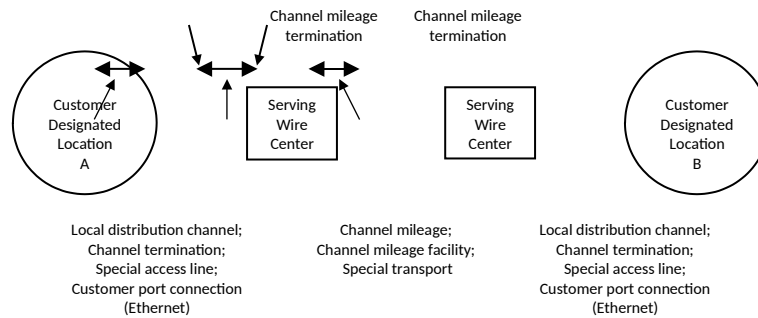 Channel mileage
termination
Channel mileage
termination
Customer
Designated
Location
A
Serving
Wire
Center
Serving
Wire
Center
Customer
Designated
Location
B
Local distribution channel;
Channel termination;
Special access line;
Customer port connection
(Ethernet)
Channel mileage;
Channel mileage facility;
Special transport
Local distribution channel;
Channel termination;
Special access line;
Customer port connection
(Ethernet)